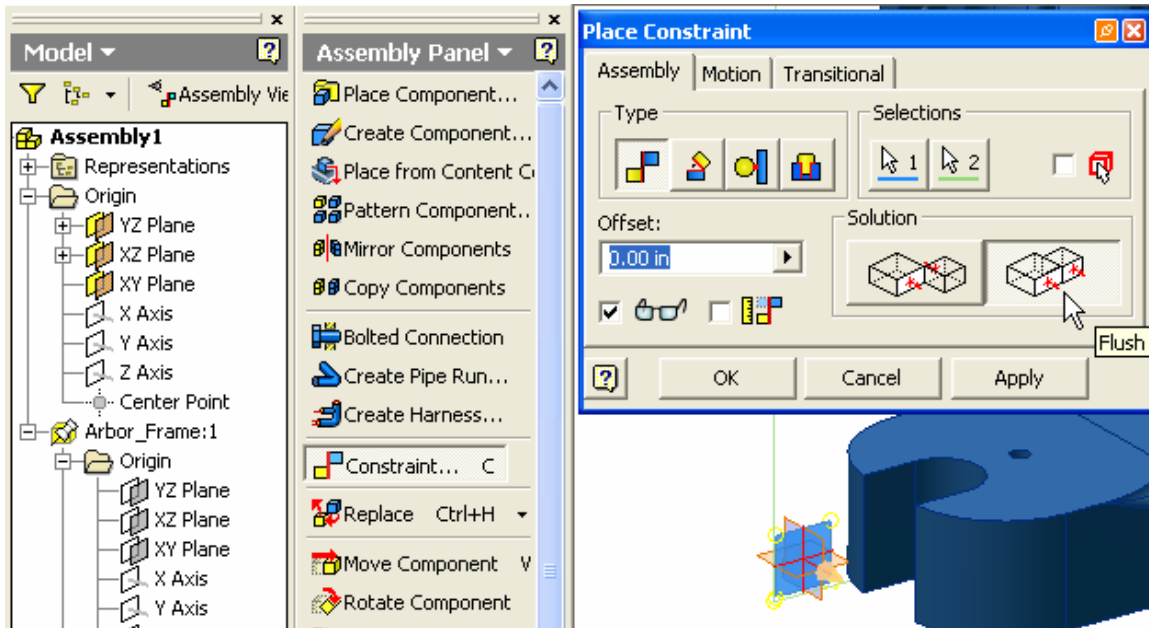 Model
Assembly Vie
Assembly1
Representations
Origin
YZ Plane
XZ Plane
XY Plane
X Axis
Y Axis
Z Axis
Center Point
Arbor_Frame:1
Origin
YZ Plane
XZ Plane
XY Plane
X Axis
Y Axis
Assembly Panel
Place Component...
Create Component...
Place from Content C
Pattern Component..
Mirror Components
Copy Components
Bolted Connection
Create Pipe Run...
Create Harness...
Constraint... C
Replace Ctrl+H
Move Component V
Rotate Component
Place Constraint
Assembly Motion Transitional
Type
Selections
1 2
Offset:
0.00 in
Solution
Flush
OK Cancel Apply